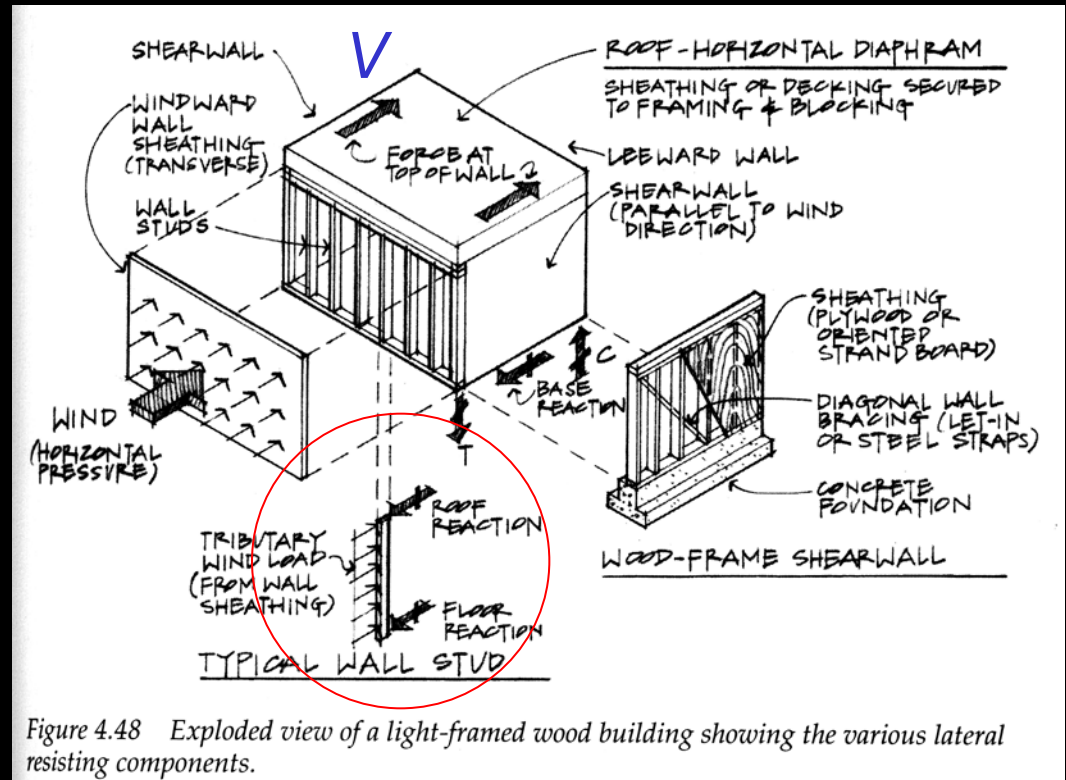 V
SHEARWALL
ROOF-HORIZONTAL DIAPHRAM
SHEATHING OR DECKING SECURED
TO FRAMING & BLOCKING
WINDWARD
WALL
SHEATHING
(TRANSVERSE)
FORCE AT
TOP OF WALL
LEEWARD WALL
WALL
STUDS
SHEARWALL
(PARALLEL TO WIND
DIRECTION)
SHEATHING
(PLYWOOD OR
ORIENTED
STRAND BOARD)
C
BASE
REACTION
DIAGONAL WALL
BRACING (LET-IN
OR STEEL STRAPS)
WIND
(HORIZONTAL
PRESSURE)
T
CONCRETE
FOUNDATION
ROOF
REACTION
TRIBUTARY
WIND LOAD
(FROM WALL
SHEATHING)
WOOD-FRAME SHEARWALL
FLOOR
REACTION
TYPICAL WALL STUD
Figure 4.48 Exploded view of a light-framed wood building showing the various lateral
resisting components.